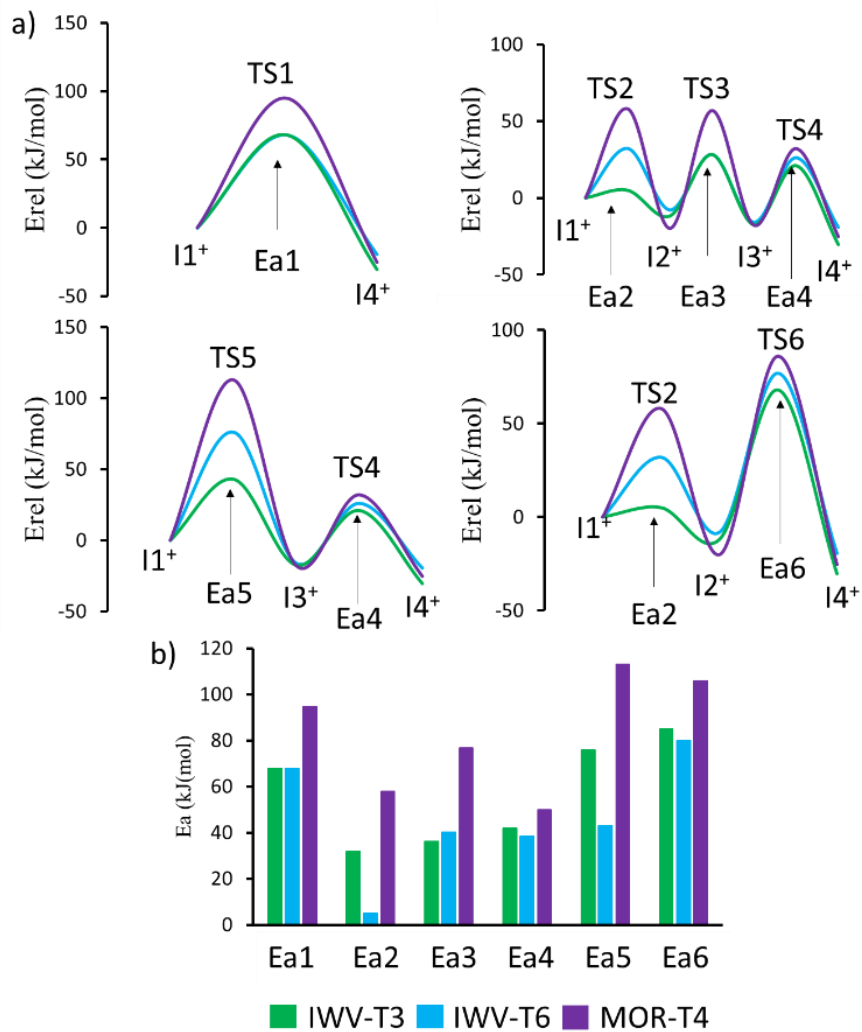 a)
150
100
50
0
-50
Erel (kJ/mol)
TS1
I1⁺
Ea1
I4⁺
100
50
0
-50
Erel (kJ/mol)
TS2 TS3 TS4
I1⁺ I2⁺ I3⁺ I4⁺
Ea2 Ea3 Ea4
150
100
50
0
-50
Erel (kJ/mol)
TS5
TS4
I1⁺ Ea5 I3⁺ Ea4 I4⁺
100
50
0
-50
Erel (kJ/mol)
TS2
TS6
I1⁺ Ea2 I2⁺ Ea6 I4⁺
b)
120
100
80
60
40
20
0
Ea (kJ(mol)
Ea1 Ea2 Ea3 Ea4 Ea5 Ea6
IWV-T3 IWV-T6 MOR-T4